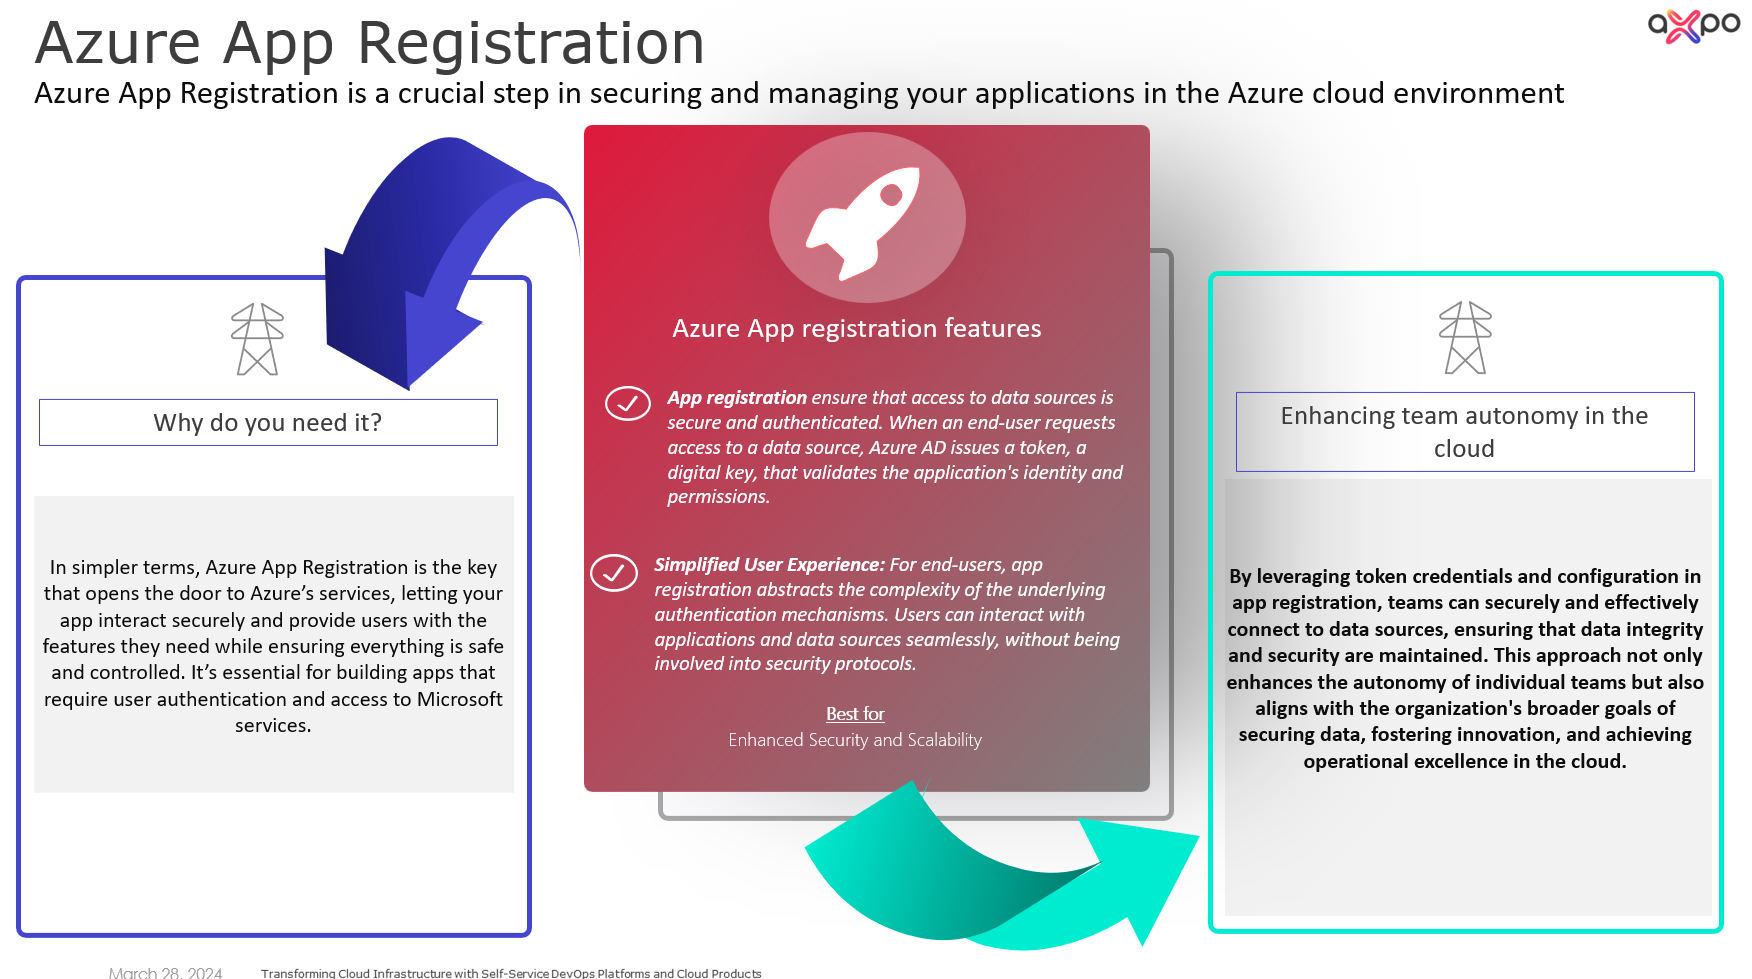 Azure App Registration
axpo
Azure App Registration is a crucial step in securing and managing your applications in the Azure cloud environment
Why do you need it?
In simpler terms, Azure App Registration is the key
that opens the door to Azure’s services, letting your
app interact securely and provide users with the
features they need while ensuring everything is safe
and controlled. It’s essential for building apps that
require user authentication and access to Microsoft
services.
Azure App registration features
App registration ensure that access to data sources is
secure and authenticated. When an end-user requests
access to a data source, Azure AD issues a token, a
digital key, that validates the application's identity and
permissions.
Simplified User Experience: For end-users, app
registration abstracts the complexity of the underlying
authentication mechanisms. Users can interact with
applications and data sources seamlessly, without being
involved into security protocols.
Best for
Enhanced Security and Scalability
Enhancing team autonomy in the
cloud
By leveraging token credentials and configuration in
app registration, teams can securely and effectively
connect to data sources, ensuring that data integrity
and security are maintained. This approach not only
enhances the autonomy of individual teams but also
aligns with the organization's broader goals of
securing data, fostering innovation, and achieving
operational excellence in the cloud.
March 28, 2024
Transforming Cloud Infrastructure with Self-Service DevOps Platforms and Cloud Products